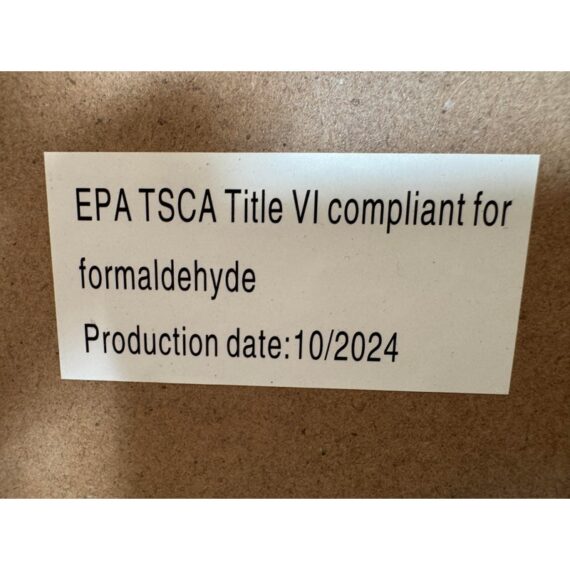 EPA TSCA Title VI compliant for
formaldehyde
Production date:10/2024